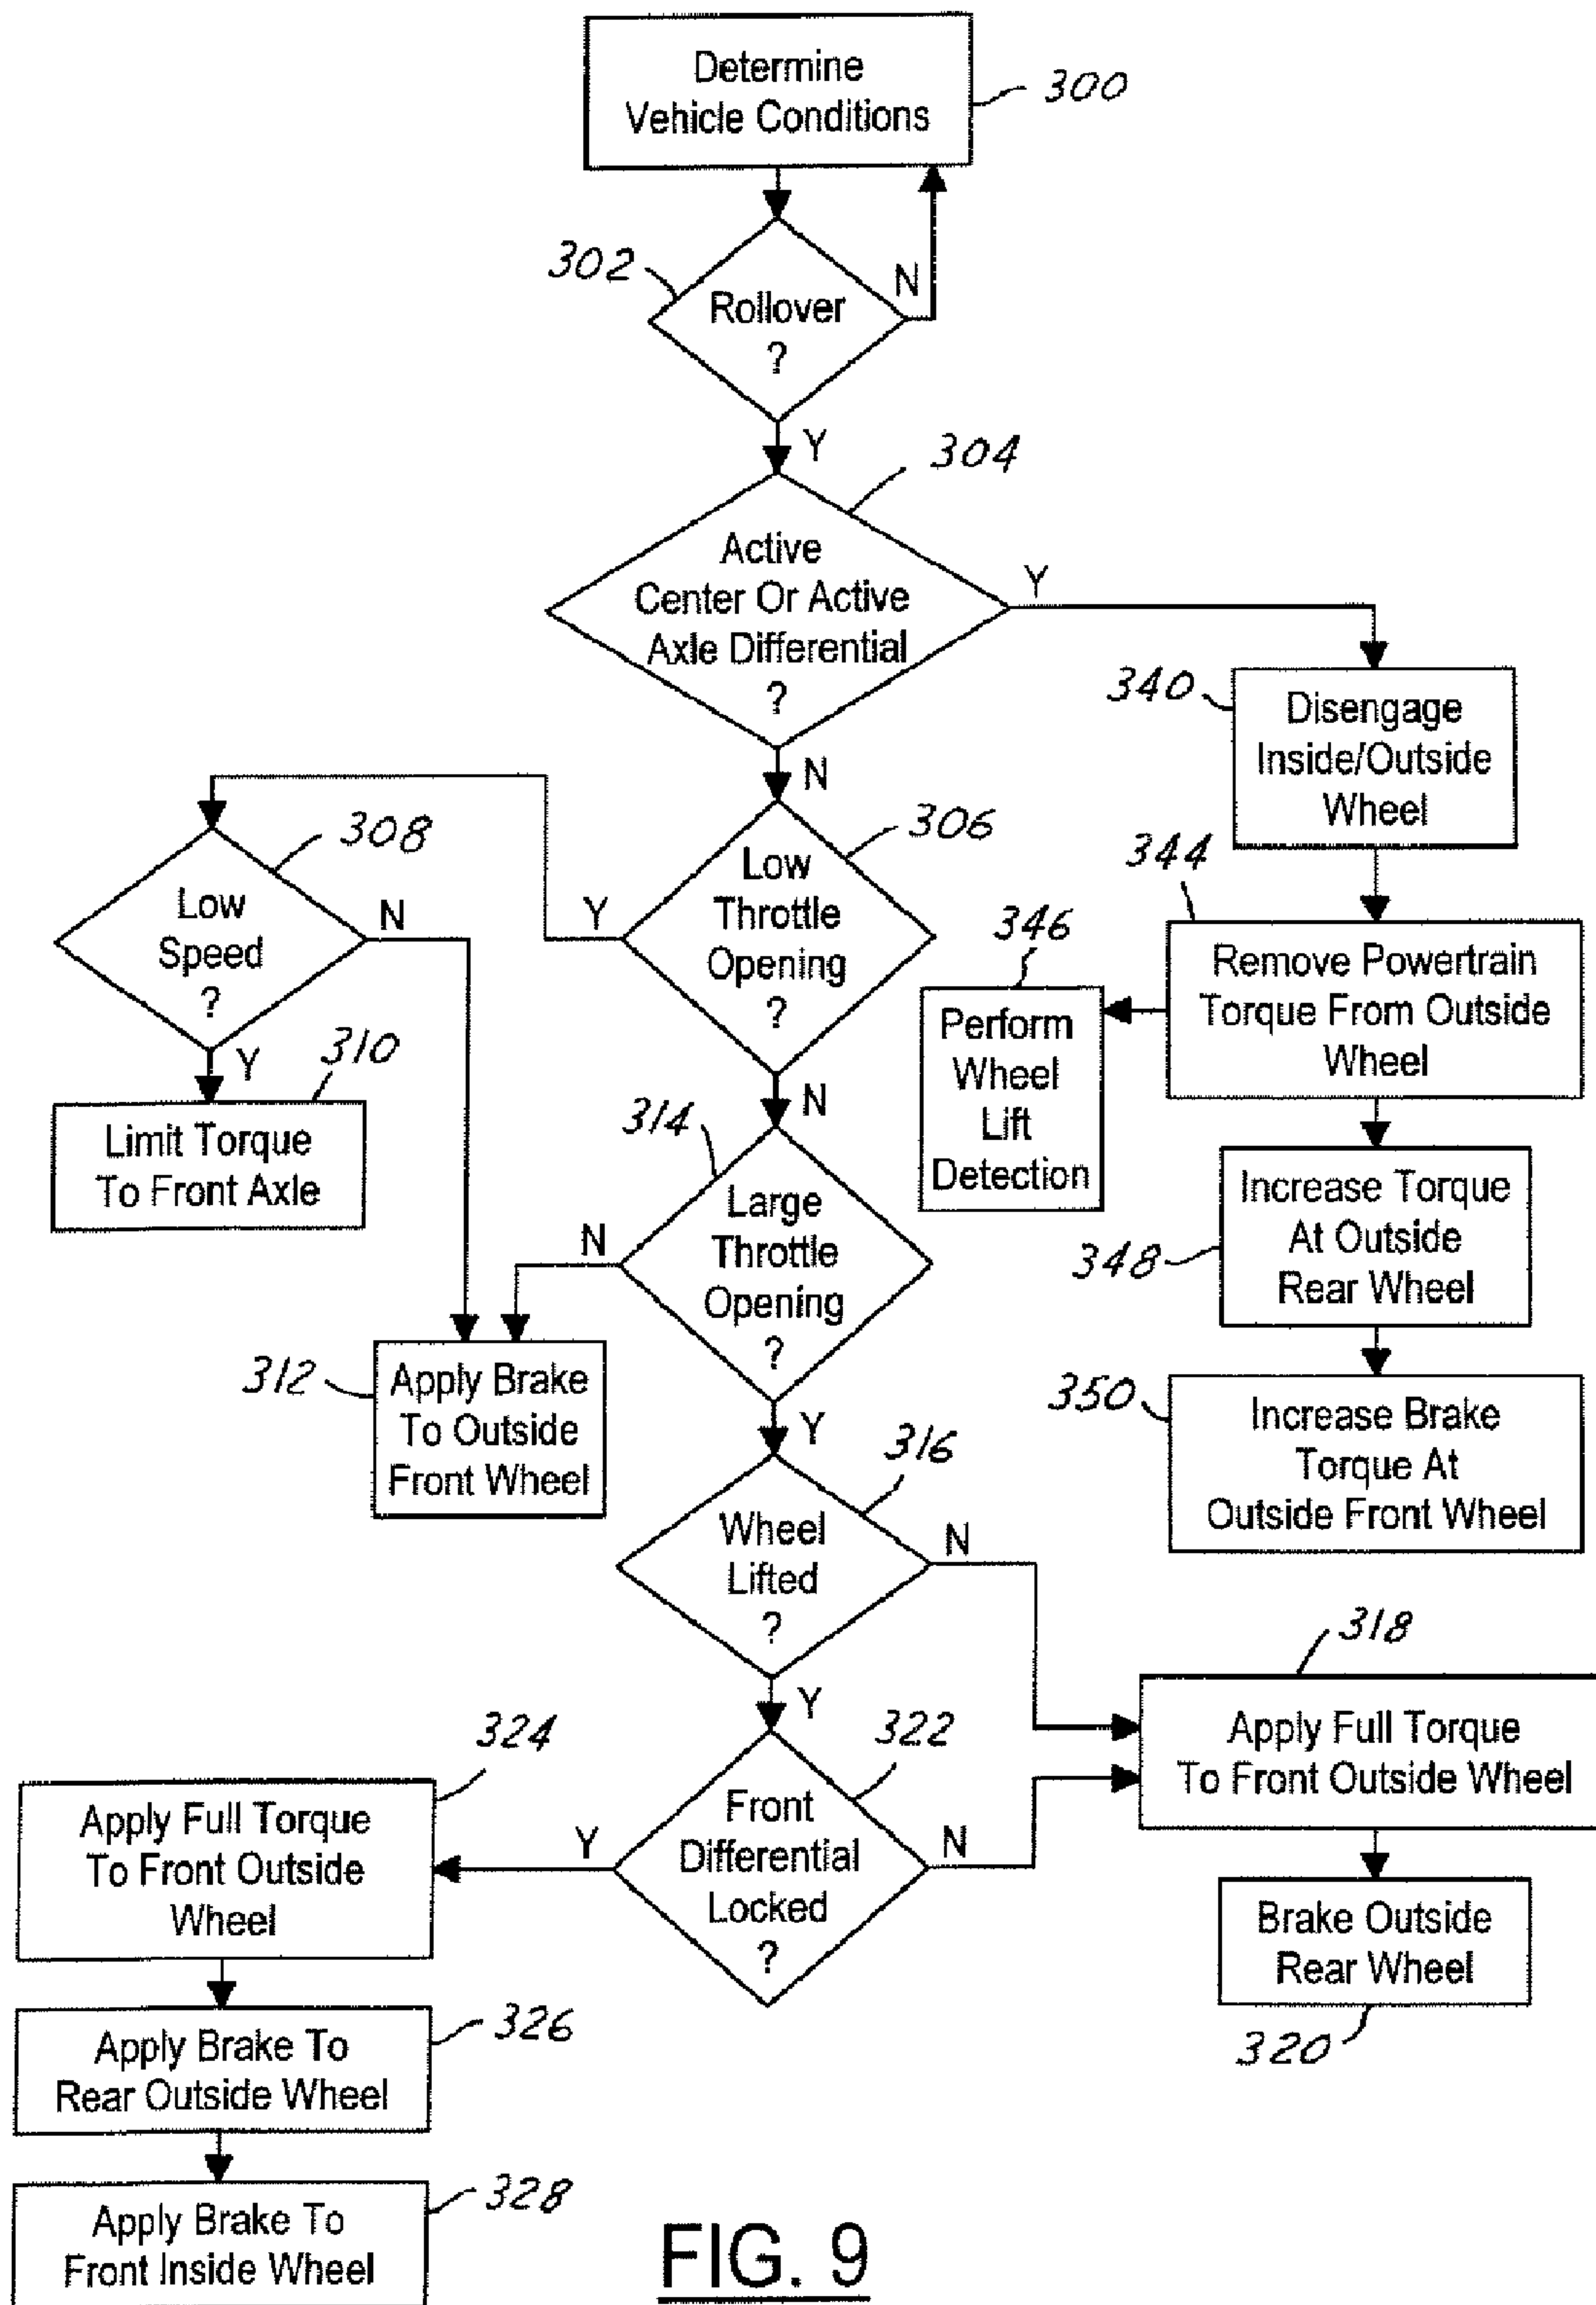 Determine
Vehicle Conditions
300
302
Rollover
?
N
Y
304
Active
Center Or Active
Axle Differential
?
Y
N
340
Disengage
Inside/Outside
Wheel
308
Low
Speed
?
N
Y
306
Low
Throttle
Opening
?
Y
N
344
Remove Powertrain
Torque From Outside
Wheel
346
Perform
Wheel
Lift
Detection
310
Limit Torque
To Front Axle
314
Large
Throttle
Opening
?
N
Y
348
Increase Torque
At Outside
Rear Wheel
312
Apply Brake
To Outside
Front Wheel
350
Increase Brake
Torque At
Outside Front Wheel
316
Wheel
Lifted
?
N
Y
318
Apply Full Torque
To Front Outside Wheel
322
Front
Differential
Locked
?
Y
N
324
Apply Full Torque
To Front Outside
Wheel
Brake Outside
Rear Wheel
320
326
Apply Brake To
Rear Outside Wheel
328
Apply Brake To
Front Inside Wheel
FIG. 9